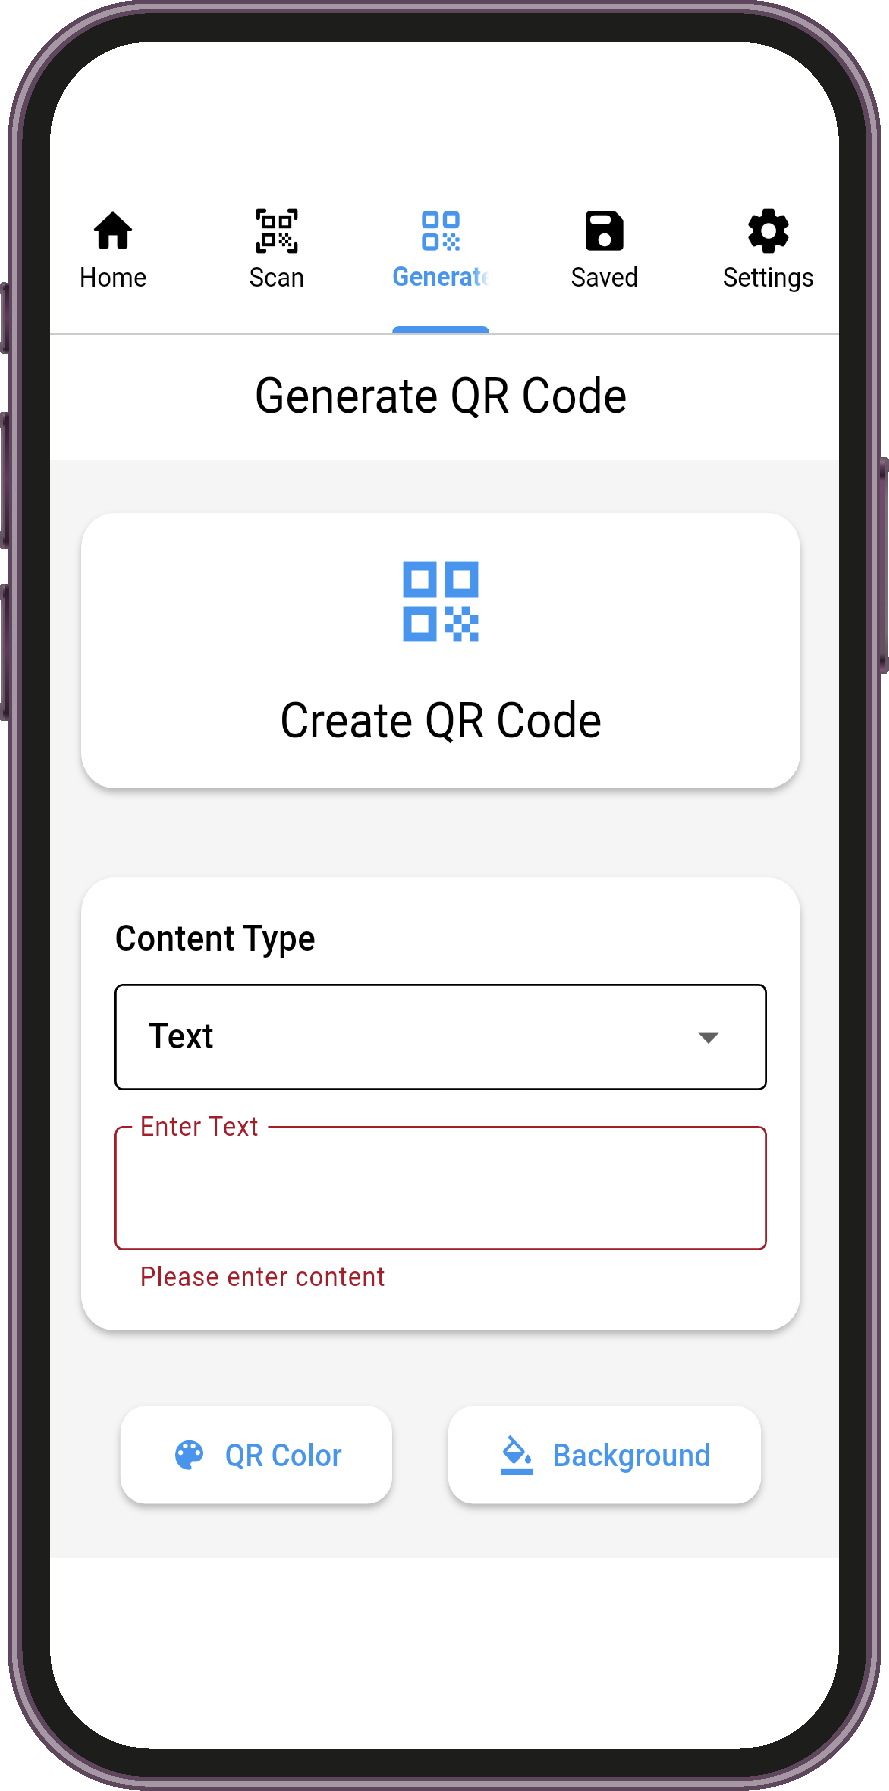 Home Scan Generate Saved Settings
Generate QR Code
Create QR Code
Content Type
Text
Enter Text
Please enter content
QR Color Background